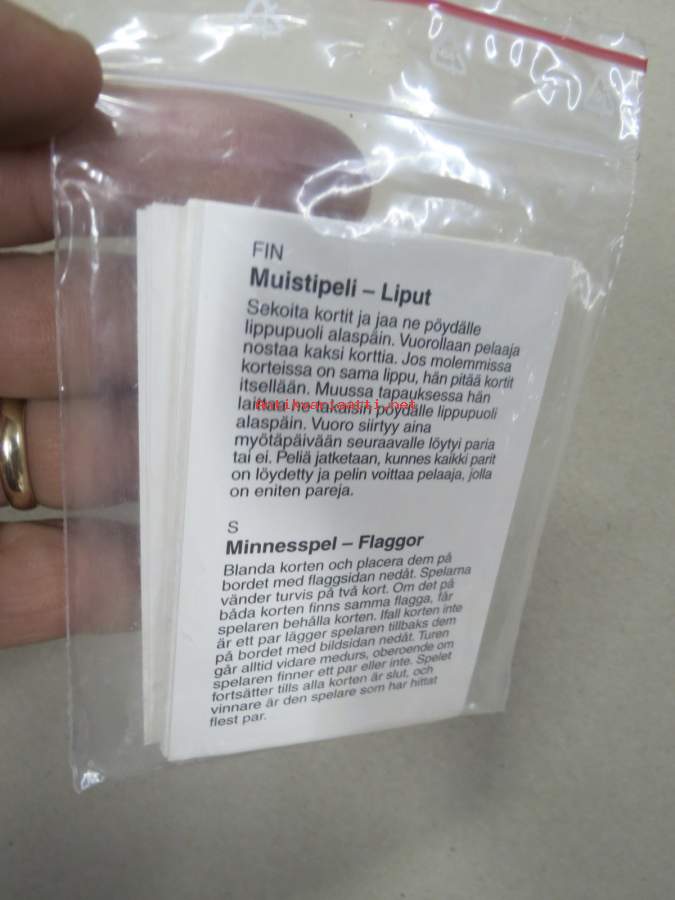 FIN
Muistipeli – Liput
Sekoita kortit ja jaa ne pöydälle
lippupuoli alaspäin. Vuorollaan pelaaja
nostaa kaksi korttia. Jos molemmissa
korteissa on sama lippu, hän pitää kortit
itsellään. Muussa tapauksessa hän
laittaa ne takaisin pöydälle lippupuoli
alaspäin. Vuoro siirtyy aina
myötäpäivään seuraavalle löytyi paria
tai ei. Peliä jatketaan, kunnes kaikki parit
on löydetty ja pelin voittaa pelaaja, jolla
on eniten pareja.
S
Minnesspel – Flaggor
Blanda korten och placera dem på
bordet med flaggsidan nedåt. Spelarna
vänder turvis på två kort. Om det på
båda korten finns samma flagga, får
spelaren behålla korten. Ifall korten inte
är ett par lägger spelaren tillbaks dem
på bordet med bildsidan nedåt. Turen
går alltid vidare medurs, oberoende om
spelaren finner ett par eller inte. Spelet
fortsätter tills alla korten är slut, och
vinnare är den spelare som har hittat
flest par.